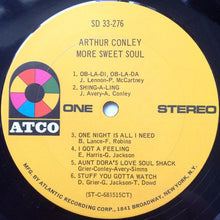 SD 33-276
ARTHUR CONLEY
MORE SWEET SOUL
1. OB-LA-DI, OB-LA-DA
J. Lennon-P. McCartney
2. SHING-A-LING
J. Avery-A. Conley
ONE
STEREO
ATCO
3. ONE NIGHT IS ALL I NEED
B. Lance-F. Robins
4. I GOT A FEELING
E. Harris-G. Jackson
5. AUNT DORA'S LOVE SOUL SHACK
Grier-Conley-Avery-Simms
6. STUFF YOU GOTTA WATCH
D. Grier-G. Jackson-T. Dowd
(ST-C-681515CT)
MFG. BY ATLANTIC RECORDING CORP., 1841 BROADWAY, NEW YORK, N.Y.